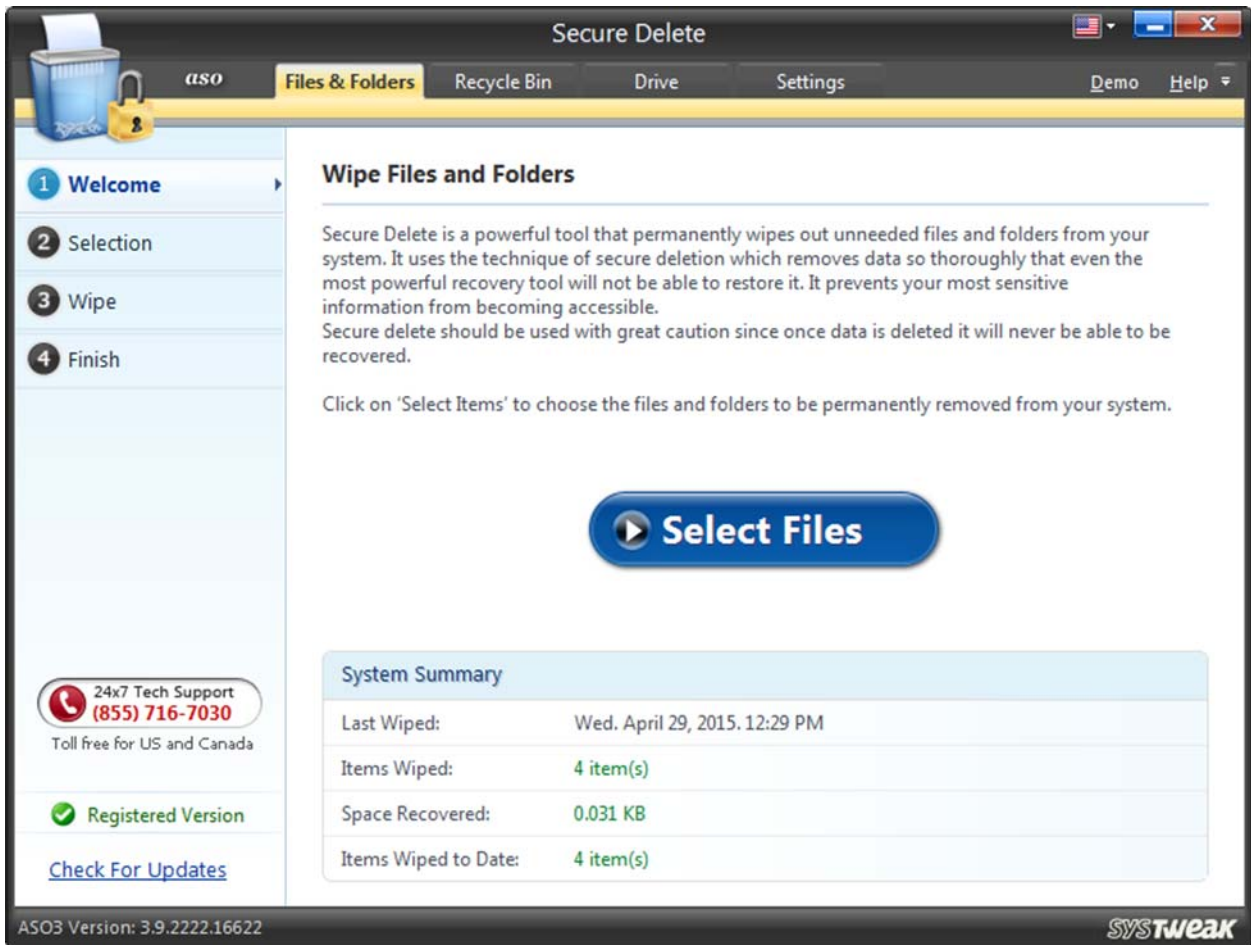 Secure Delete
aso
Files & Folders
Recycle Bin
Drive
Settings
Demo
Help
1 Welcome
2 Selection
3 Wipe
4 Finish
Wipe Files and Folders
Secure Delete is a powerful tool that permanently wipes out unneeded files and folders from your
system. It uses the technique of secure deletion which removes data so thoroughly that even the
most powerful recovery tool will not be able to restore it. It prevents your most sensitive
information from becoming accessible.
Secure delete should be used with great caution since once data is deleted it will never be able to be
recovered.
Click on ‘Select Items’ to choose the files and folders to be permanently removed from your system.
Select Files
System Summary
Last Wiped: Wed. April 29, 2015. 12:29 PM
Items Wiped: 4 item(s)
Space Recovered: 0.031 KB
Items Wiped to Date: 4 item(s)
24x7 Tech Support
(855) 716-7030
Toll free for US and Canada
Registered Version
Check For Updates
ASO3 Version: 3.9.2222.16622
SYSTweak